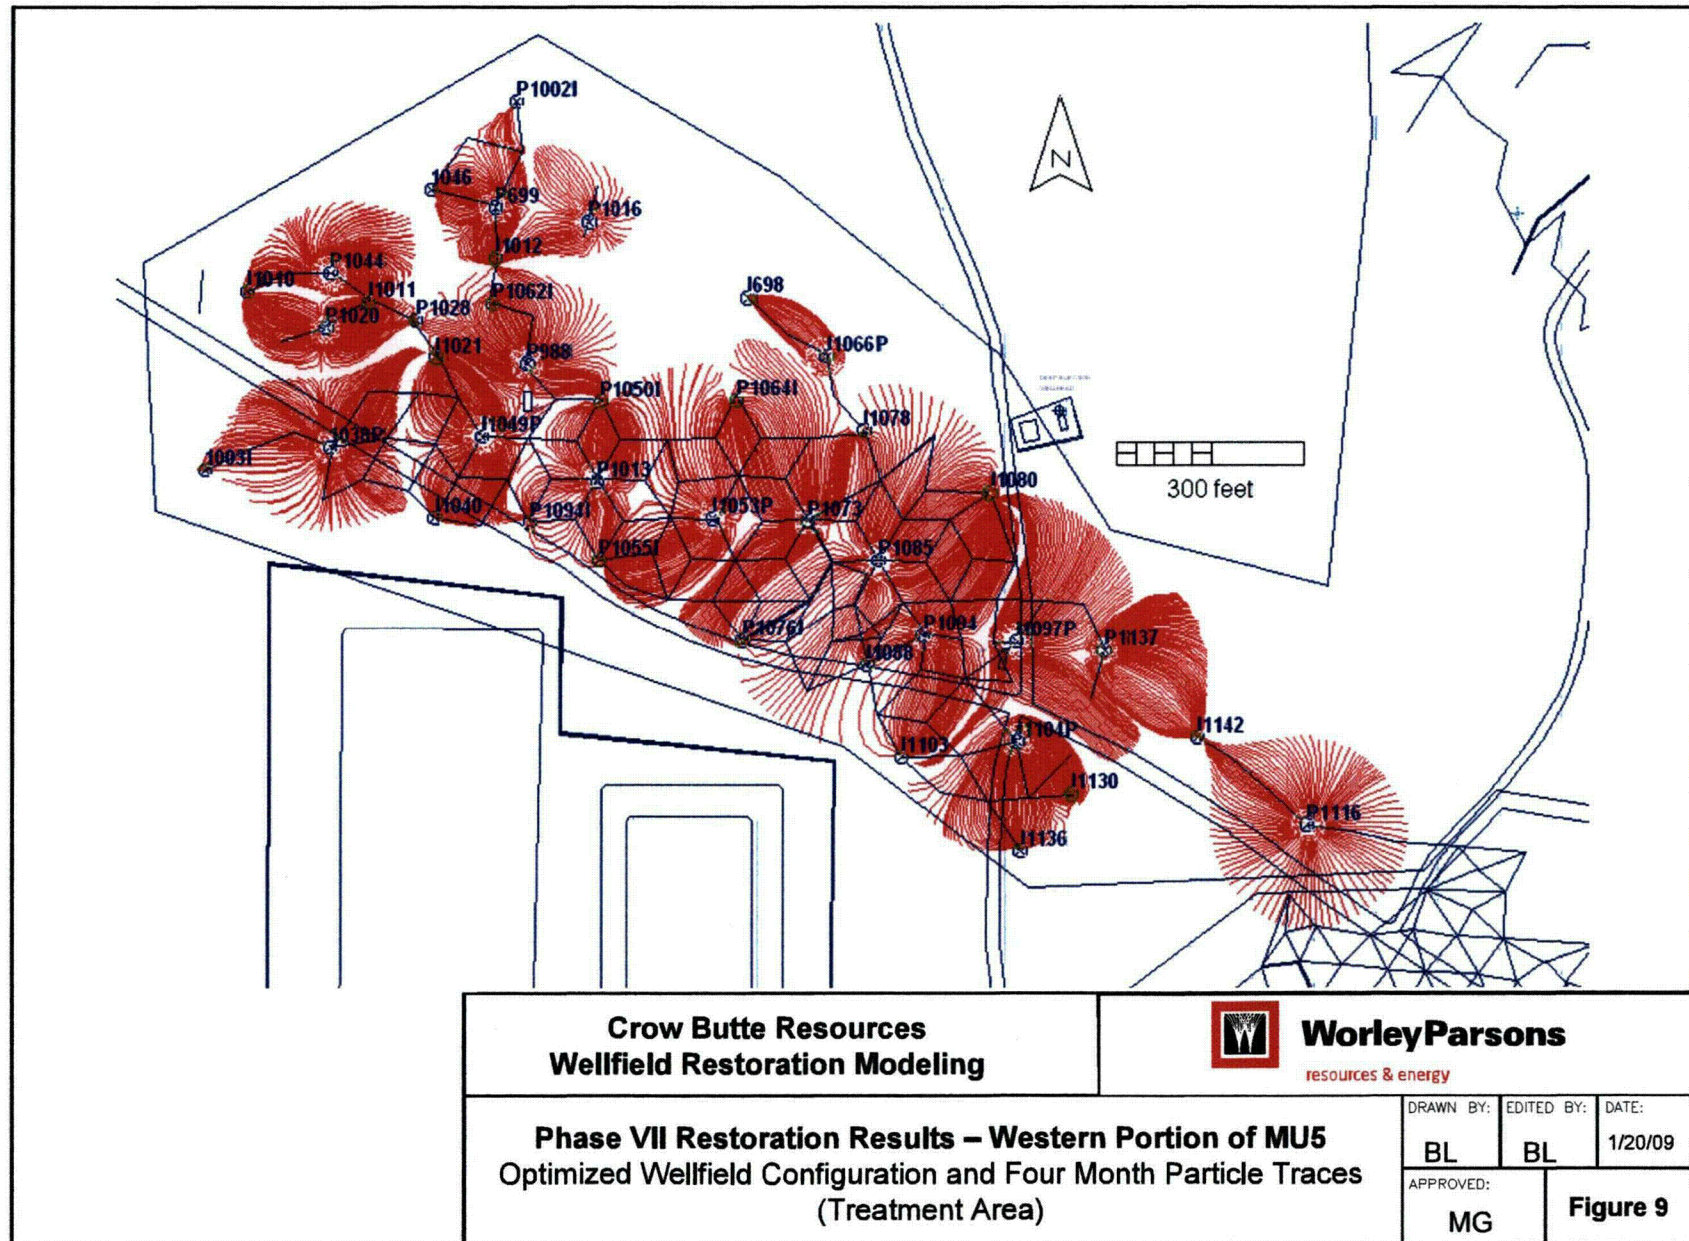 P1002I
1046
P699
P1016
I1012
P1044
I1010
I1011
P1062I
P1020
P1028
I698
I1021
P988
I1066P
P1050I
P1064I
I1078
I1049P
1003I
P1013
I1080
N
300 feet
I1040
P1094I
I1053P
P1073
P1055I
P1085
P1076I
P1094
I1097P
P1137
I1142
I1103
I1104P
I1130
P1116
I1136
Crow Butte Resources
Wellfield Restoration Modeling
WorleyParsons
resources & energy
Phase VII Restoration Results – Western Portion of MU5
Optimized Wellfield Configuration and Four Month Particle Traces
(Treatment Area)
DRAWN BY:
BL
EDITED BY:
BL
DATE:
1/20/09
APPROVED:
MG
Figure 9